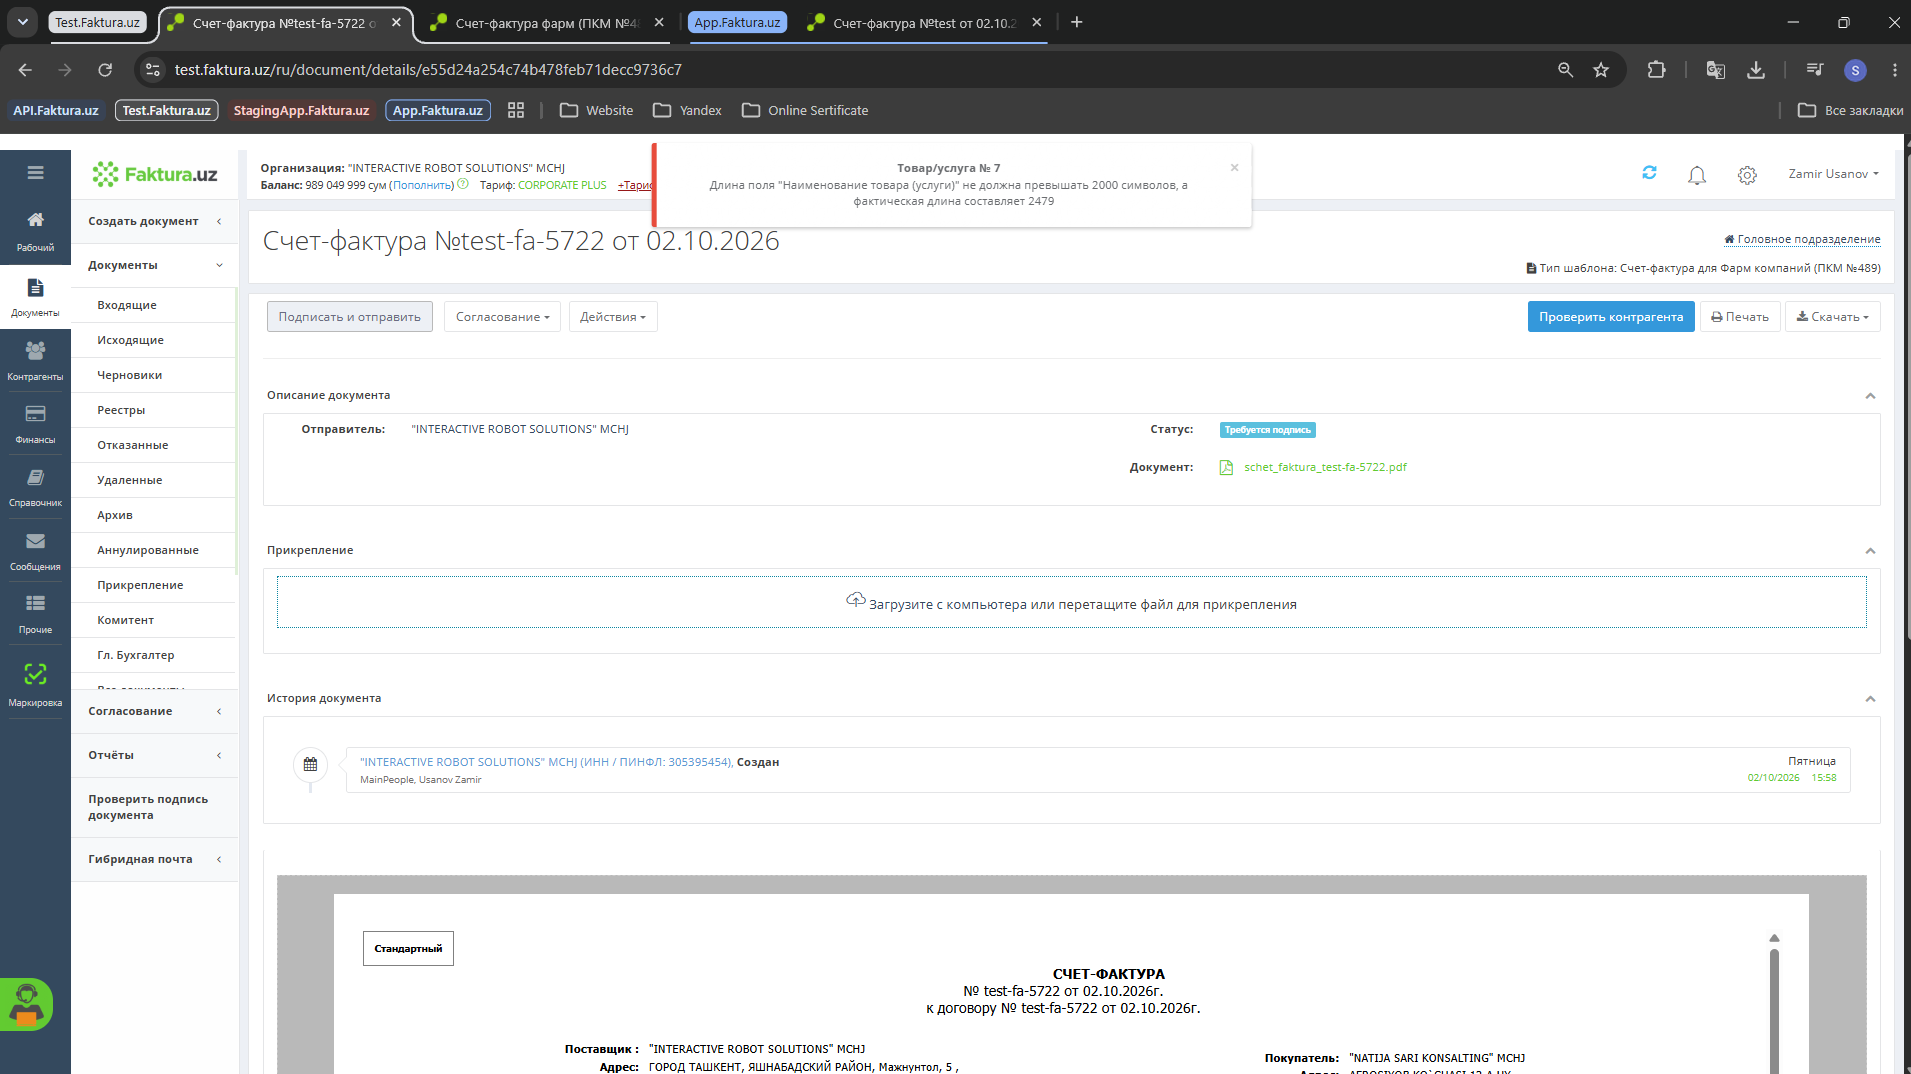 Test.Faktura.uz
Счет-фактура №test-fa-5722 о
Счет-фактура фарм (ПКМ №4
App.Faktura.uz
Счет-фактура №test от 02.10.2
test.faktura.uz/ru/document/details/e55d24a254c74b478feb71decc9736c7
S
API.Faktura.uz
Test.Faktura.uz
StagingApp.Faktura.uz
App.Faktura.uz
Website
Yandex
Online Sertificate
Все закладки
Faktura.uz
Организация: "INTERACTIVE ROBOT SOLUTIONS" MCHJ
Баланс: 989 049 999 сум (Пополнить) Тариф: CORPORATE PLUS +Тариф
Товар/услуга № 7
Длина поля "Наименование товара (услуги)" не должна превышать 2000 символов, а
фактическая длина составляет 2479
Zamir Usanov
Рабочий
Документы
Контрагенты
Финансы
Справочник
Сообщения
Прочие
Маркировка
Создать документ
Документы
Входящие
Исходящие
Черновики
Реестры
Отказанные
Удаленные
Архив
Аннулированные
Прикрепление
Комитент
Гл. Бухгалтер
Все документы
Согласование
Отчёты
Проверить подпись
документа
Гибридная почта
Счет-фактура №test-fa-5722 от 02.10.2026
Головное подразделение
Тип шаблона: Счет-фактура для Фарм компаний (ПКМ №489)
Подписать и отправить
Согласование
Действия
Проверить контрагента
Печать
Скачать
Описание документа
Отправитель: "INTERACTIVE ROBOT SOLUTIONS" MCHJ
Статус: Требуется подпись
Документ: schet_faktura_test-fa-5722.pdf
Прикрепление
Загрузите с компьютера или перетащите файл для прикрепления
История документа
"INTERACTIVE ROBOT SOLUTIONS" MCHJ (ИНН / ПИНФЛ: 305395454), Создан
MainPeople, Usanov Zamir
Пятница
02/10/2026 15:58
Стандартный
СЧЕТ-ФАКТУРА
№ test-fa-5722 от 02.10.2026г.
к договору № test-fa-5722 от 02.10.2026г.
Поставщик : "INTERACTIVE ROBOT SOLUTIONS" MCHJ
Адрес: ГОРОД ТАШКЕНТ, ЯШНАБАДСКИЙ РАЙОН, Мажнунтол, 5 ,
Покупатель: "NATIJA SARI KONSALTING" MCHJ